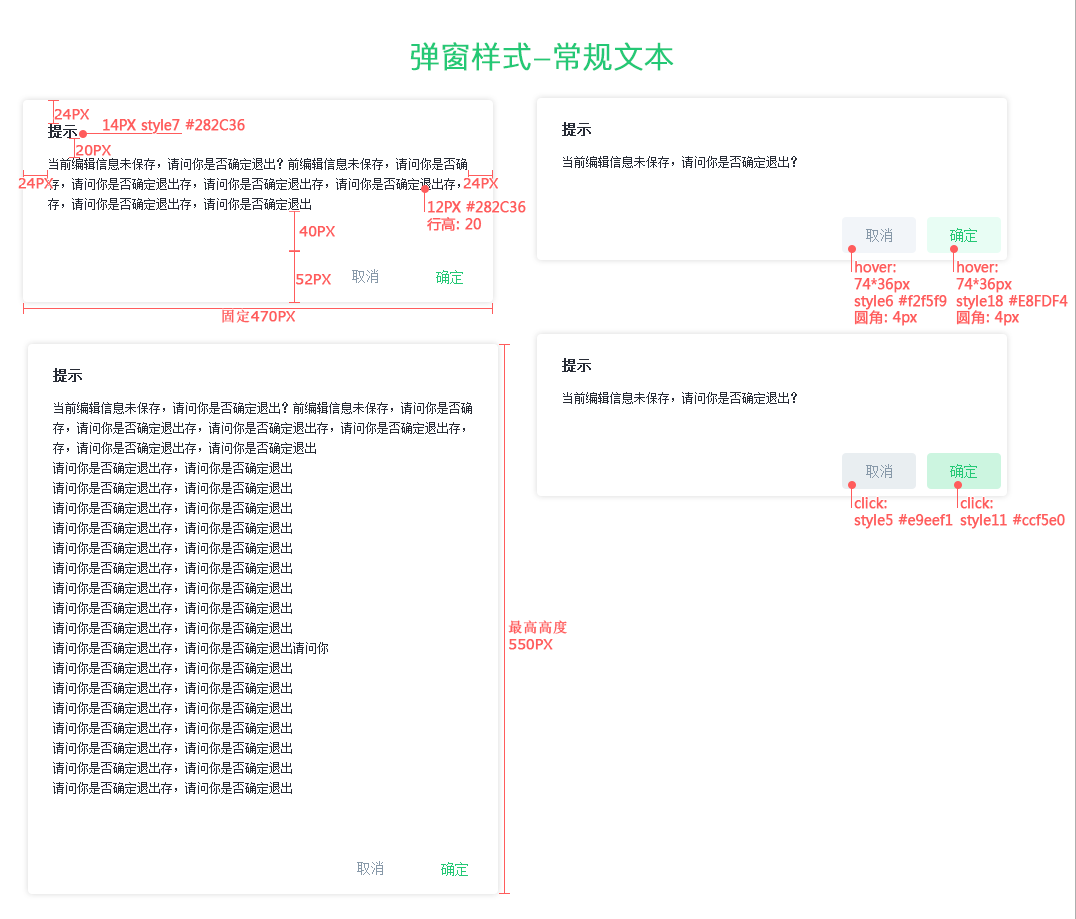 弹窗样式-常规文本
24PX
提示
14PX style7 #282C36
20PX
当前编辑信息未保存，请问你是否确定退出？前编辑信息未保存，请问你是否确
存，请问你是否确定退出存，请问你是否确定退出存，请问你是否确定退出存，
存，请问你是否确定退出存，请问你是否确定退出
24PX
24PX
12PX #282C36
行高: 20
40PX
52PX
取消
确定
固定470PX
提示
当前编辑信息未保存，请问你是否确定退出？
取消
确定
hover:
74*36px
style6 #f2f5f9
圆角: 4px
hover:
74*36px
style18 #E8FDF4
圆角: 4px
提示
当前编辑信息未保存，请问你是否确定退出？前编辑信息未保存，请问你是否确
存，请问你是否确定退出存，请问你是否确定退出存，请问你是否确定退出存，
存，请问你是否确定退出存，请问你是否确定退出
请问你是否确定退出存，请问你是否确定退出
请问你是否确定退出存，请问你是否确定退出
请问你是否确定退出存，请问你是否确定退出
请问你是否确定退出存，请问你是否确定退出
请问你是否确定退出存，请问你是否确定退出
请问你是否确定退出存，请问你是否确定退出
请问你是否确定退出存，请问你是否确定退出
请问你是否确定退出存，请问你是否确定退出
请问你是否确定退出存，请问你是否确定退出
请问你是否确定退出存，请问你是否确定退出请问你
请问你是否确定退出存，请问你是否确定退出
请问你是否确定退出存，请问你是否确定退出
请问你是否确定退出存，请问你是否确定退出
请问你是否确定退出存，请问你是否确定退出
请问你是否确定退出存，请问你是否确定退出
请问你是否确定退出存，请问你是否确定退出
请问你是否确定退出存，请问你是否确定退出
取消
确定
最高高度
550PX
提示
当前编辑信息未保存，请问你是否确定退出？
取消
确定
click:
style5 #e9eef1
click:
style11 #ccf5e0